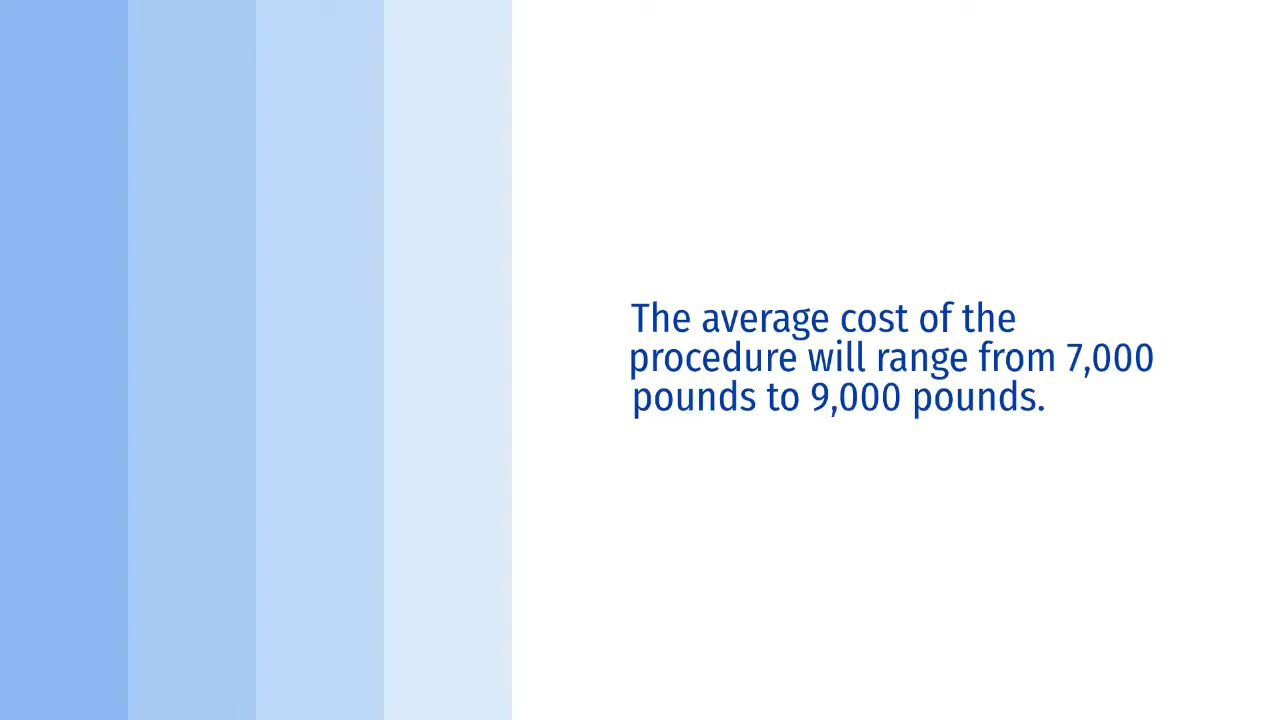 The average cost of the
procedure will range from 7,000
pounds to 9,000 pounds.